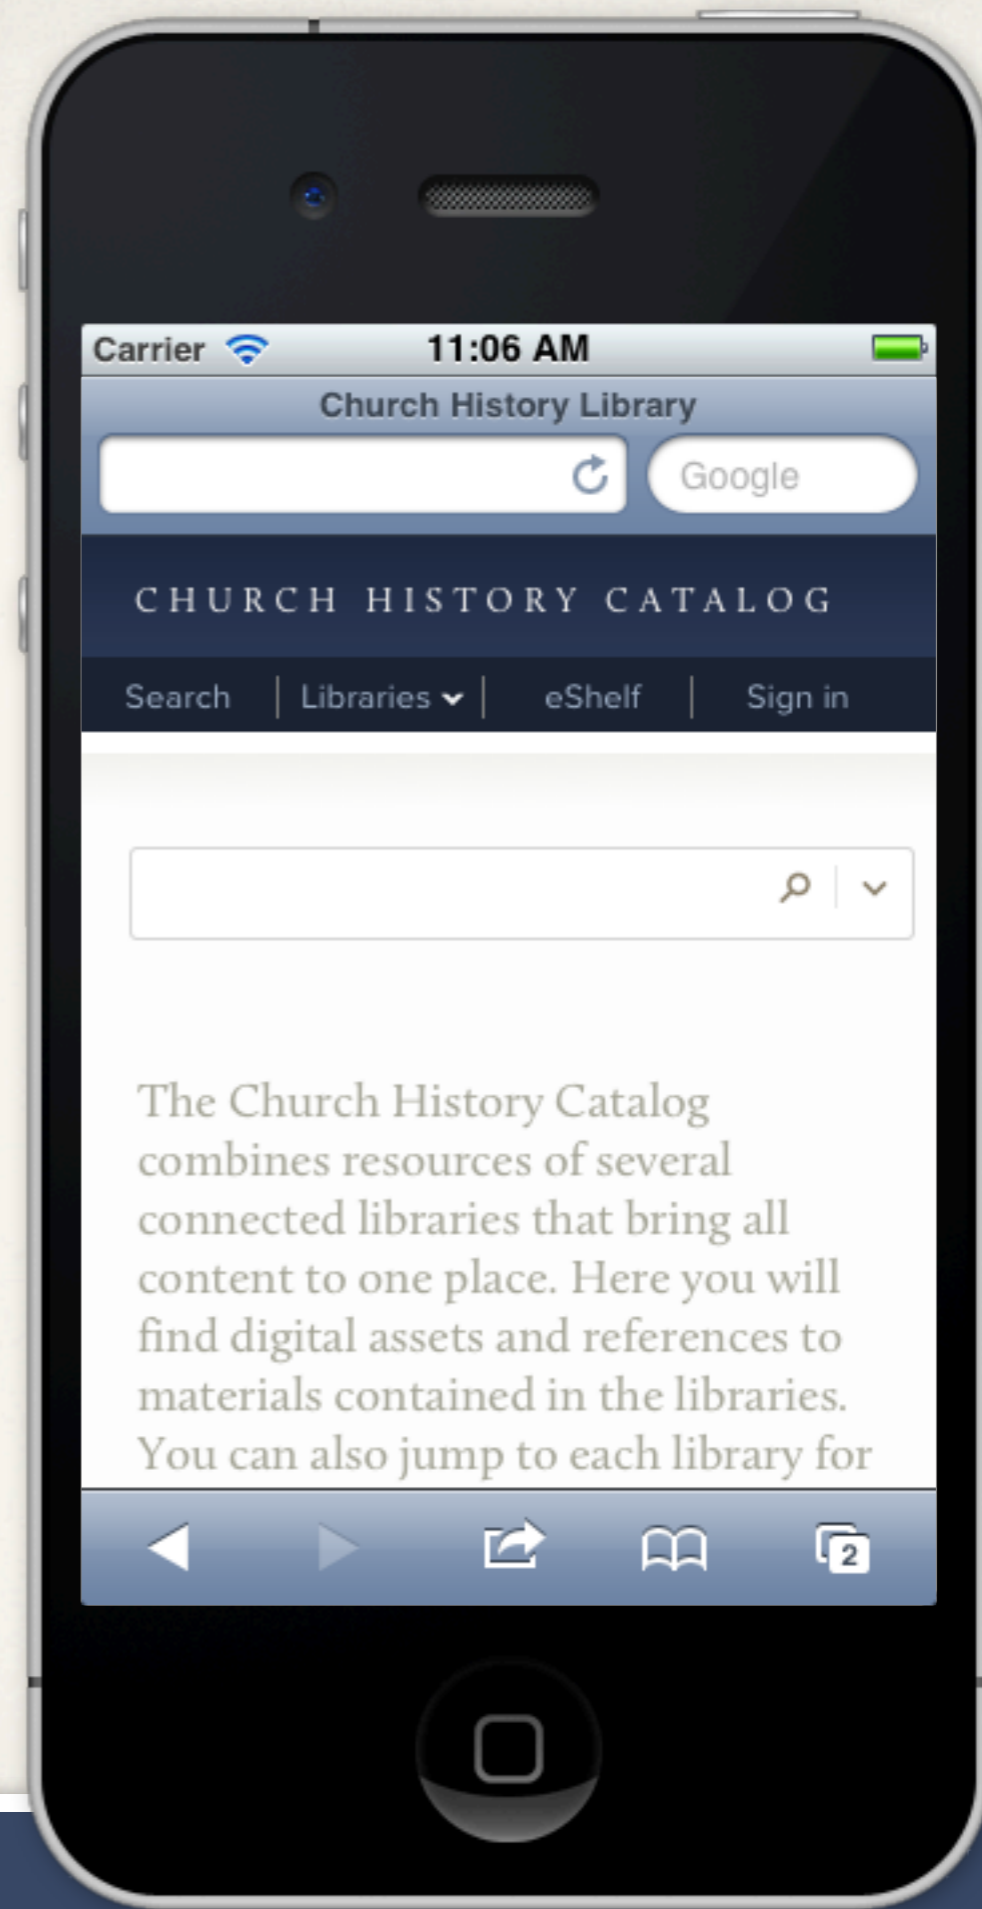 Carrier 11:06 AM
Church History Library
Google
CHURCH HISTORY CATALOG
Search | Libraries | eShelf | Sign in
The Church History Catalog
combines resources of several
connected libraries that bring all
content to one place. Here you will
find digital assets and references to
materials contained in the libraries.
You can also jump to each library for
2